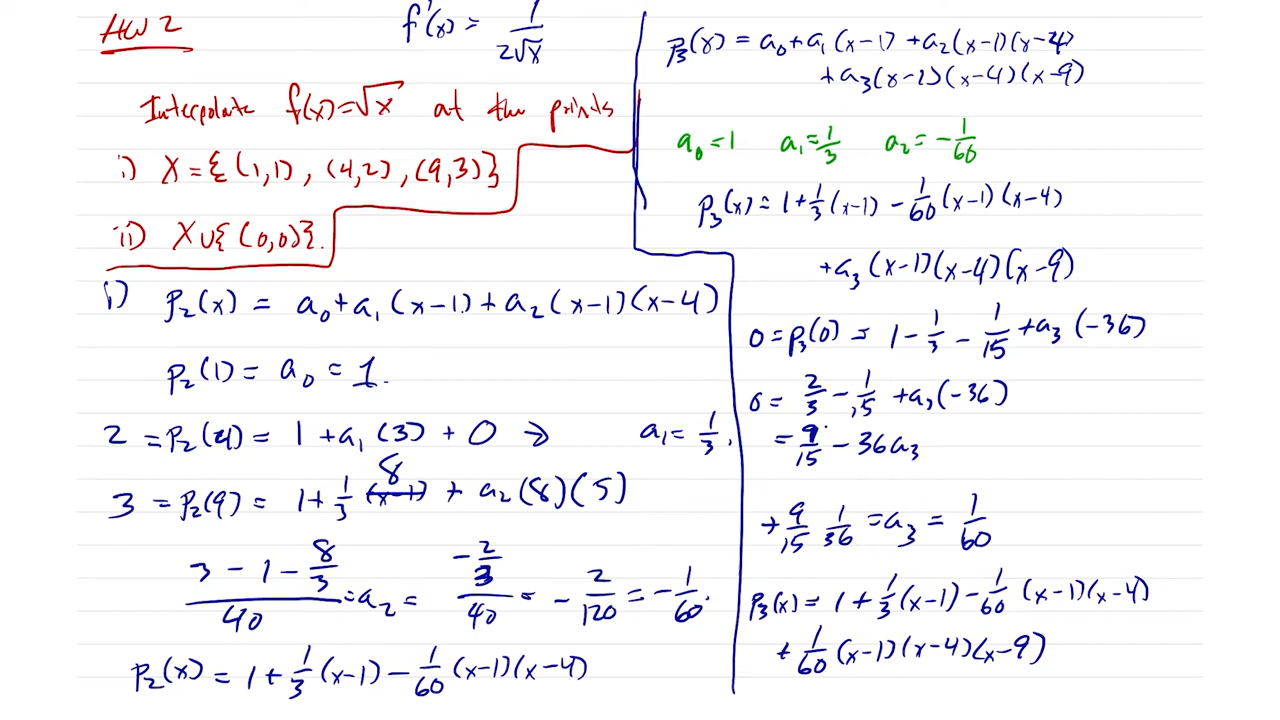 HW 2
f'(x) = 1/(2√x)
Interpolate f(x)=√x at the points
i) X = { (1,1) , (4,2) , (9,3) }
ii) X∪{ (0,0) }.
i) p₂(x) = a₀+a₁(x-1) + a₂(x-1)(x-4)
p₂(1) = a₀ = 1.
2 = p₂(4) = 1 + a₁(3) + 0 ⇒ a₁ = 1/3.
3 = p₂(9) = 1 + 1/3 8 + a₂(8)(5)
(3 - 1 - 8/3)/40 = a₂ = (-2/3)/40 = - 2/120 = - 1/60.
p₂(x) = 1 + 1/3 (x-1) - 1/60 (x-1)(x-4)
p₃(x) = a₀+a₁(x-1) + a₂(x-1)(x-4)
+a₃(x-1)(x-4)(x-9)
a₀ = 1 a₁ = 1/3 a₂ = - 1/60
p₃(x) = 1 + 1/3 (x-1) - 1/60 (x-1)(x-4)
+a₃(x-1)(x-4)(x-9)
0 = p₃(0) = 1 - 1/3 - 1/15 + a₃(-36)
0 = 2/3 - 1/15 + a₃(-36)
= 9/15 - 36a₃
+ 9/15 1/36 = a₃ = 1/60
p₃(x) = 1 + 1/3 (x-1) - 1/60 (x-1)(x-4)
+ 1/60 (x-1)(x-4)(x-9)